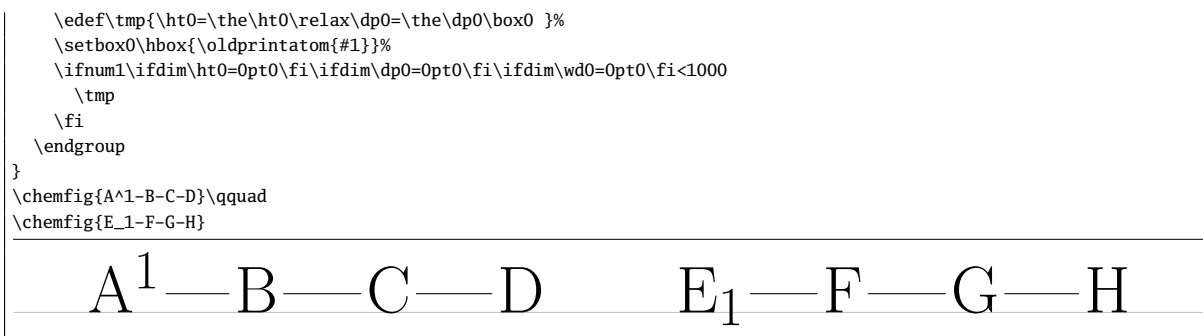 \edef\tmp{\ht0=\the\ht0\relax\dp0=\the\dp0\box0 }%
\setbox0\hbox{\oldprintatom{#1}}%
\ifnum1\ifdim\ht0=0pt0\fi\ifdim\dp0=0pt0\fi\ifdim\wd0=0pt0\fi<1000
\tmp
\fi
\endgroup
}
\chemfig{A^1-B-C-D}\qquad
\chemfig{E_1-F-G-H}
A¹—B—C—D E₁—F—G—H